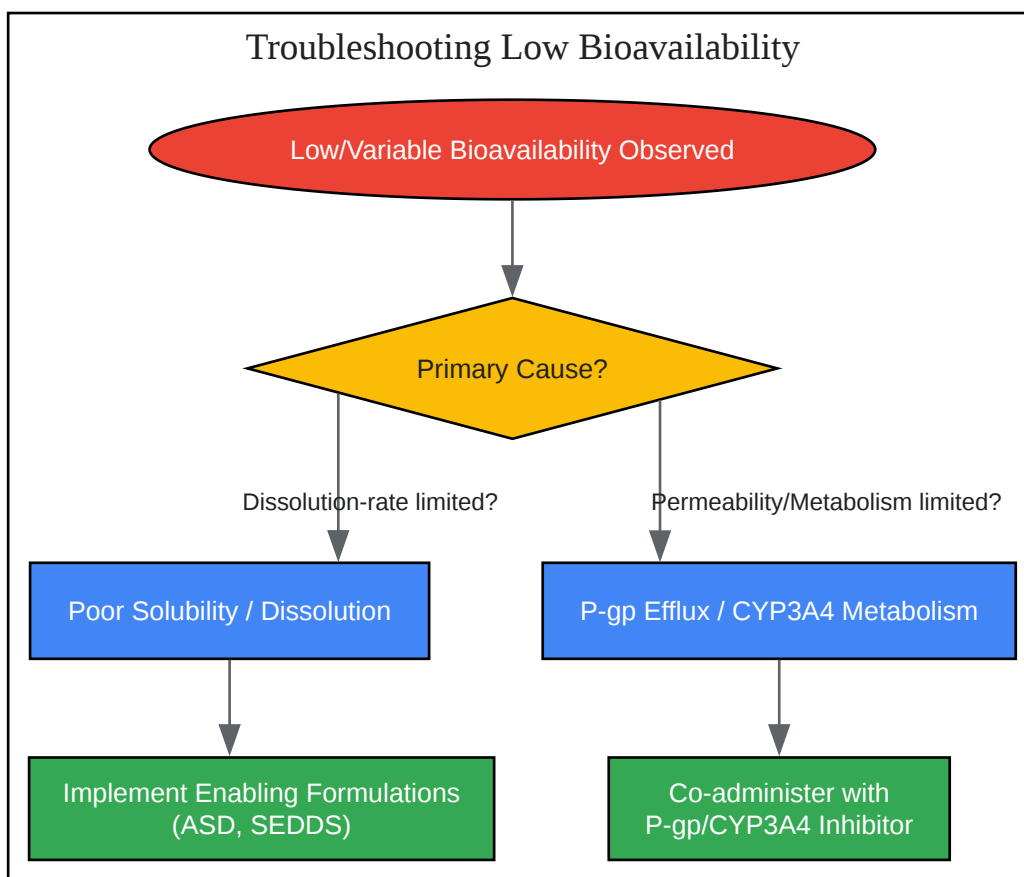 Troubleshooting Low Bioavailability
Low/Variable Bioavailability Observed
Primary Cause?
Dissolution-rate limited?
Permeability/Metabolism limited?
Poor Solubility / Dissolution
P-gp Efflux / CYP3A4 Metabolism
Implement Enabling Formulations
(ASD, SEDDS)
Co-administer with
P-gp/CYP3A4 Inhibitor